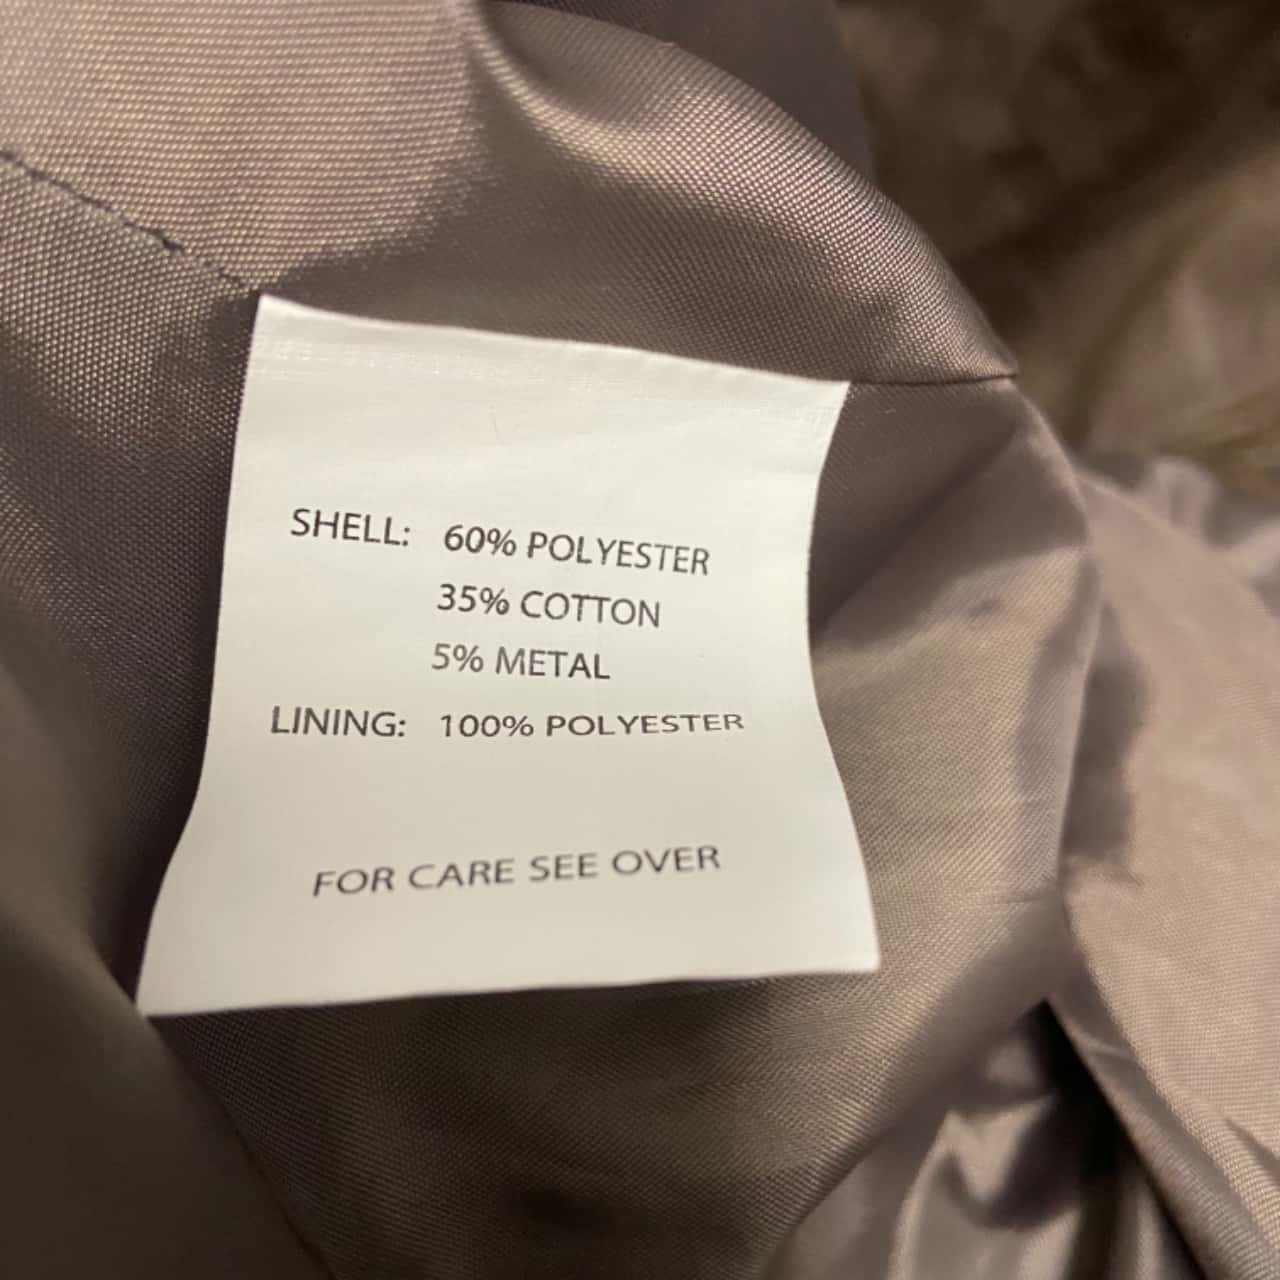 SHELL: 60% POLYESTER
35% COTTON
5% METAL
LINING: 100% POLYESTER
FOR CARE SEE OVER